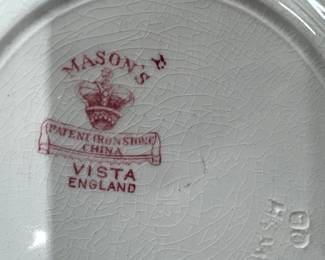 MASON'S
PATENT IRONSTONE
CHINA
VISTA
ENGLAND